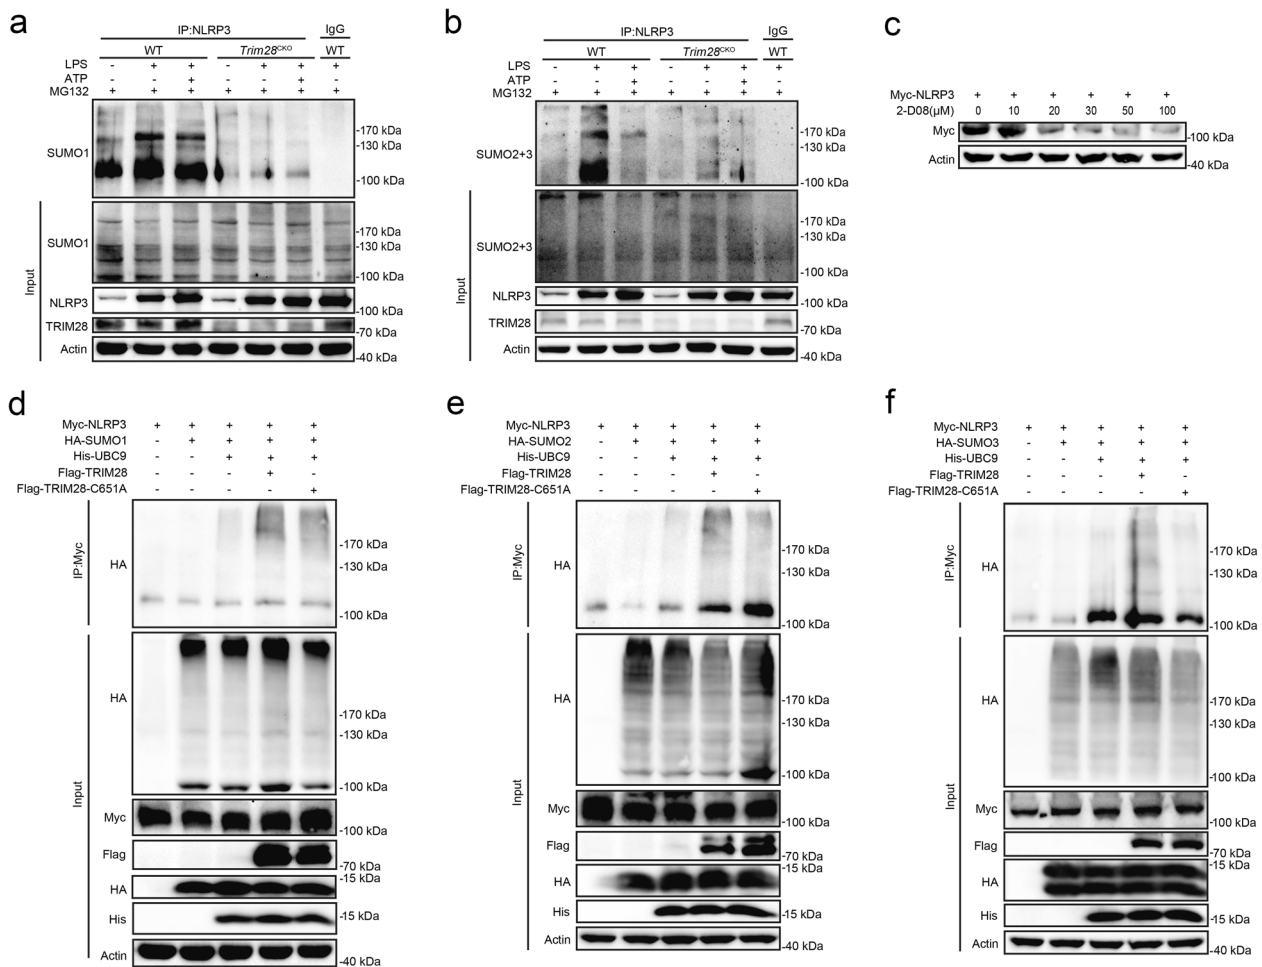 a
IP:NLRP3 IgG
WT Trim28CKO WT
LPS - + + - + + +
ATP - - + - - + -
MG132 + + + + + + +
SUMO1
-170 kDa
-130 kDa
-100 kDa
Input
SUMO1
-170 kDa
-130 kDa
-100 kDa
NLRP3 -100 kDa
TRIM28 -70 kDa
Actin -40 kDa
b
IP:NLRP3 IgG
WT Trim28CKO WT
LPS - + + - + + +
ATP - - + - - + -
MG132 + + + + + + +
SUMO2+3
-170 kDa
-130 kDa
-100 kDa
Input
SUMO2+3
-170 kDa
-130 kDa
-100 kDa
NLRP3 -100 kDa
TRIM28 -70 kDa
Actin -40 kDa
c
Myc-NLRP3 + + + + + +
2-D08(μM) 0 10 20 30 50 100
Myc -100 kDa
Actin -40 kDa
d
Myc-NLRP3 + + + + +
HA-SUMO1 - + + + +
His-UBC9 - - + + +
Flag-TRIM28 - - - + -
Flag-TRIM28-C651A - - - - +
IP:Myc
HA
-170 kDa
-130 kDa
-100 kDa
Input
HA
-170 kDa
-130 kDa
-100 kDa
Myc -100 kDa
Flag -70 kDa
HA -15 kDa
His -15 kDa
Actin -40 kDa
e
Myc-NLRP3 + + + + +
HA-SUMO2 - + + + +
His-UBC9 - - + + +
Flag-TRIM28 - - - + -
Flag-TRIM28-C651A - - - - +
IP:Myc
HA
-170 kDa
-130 kDa
-100 kDa
Input
HA
-170 kDa
-130 kDa
-100 kDa
Myc -100 kDa
Flag -70 kDa
HA -15 kDa
His -15 kDa
Actin -40 kDa
f
Myc-NLRP3 + + + + +
HA-SUMO3 - + + + +
His-UBC9 - - + + +
Flag-TRIM28 - - - + -
Flag-TRIM28-C651A - - - - +
IP:Myc
HA
-170 kDa
-130 kDa
-100 kDa
Input
HA
-170 kDa
-130 kDa
-100 kDa
Myc -100 kDa
Flag -70 kDa
HA -15 kDa
His -15 kDa
Actin -40 kDa